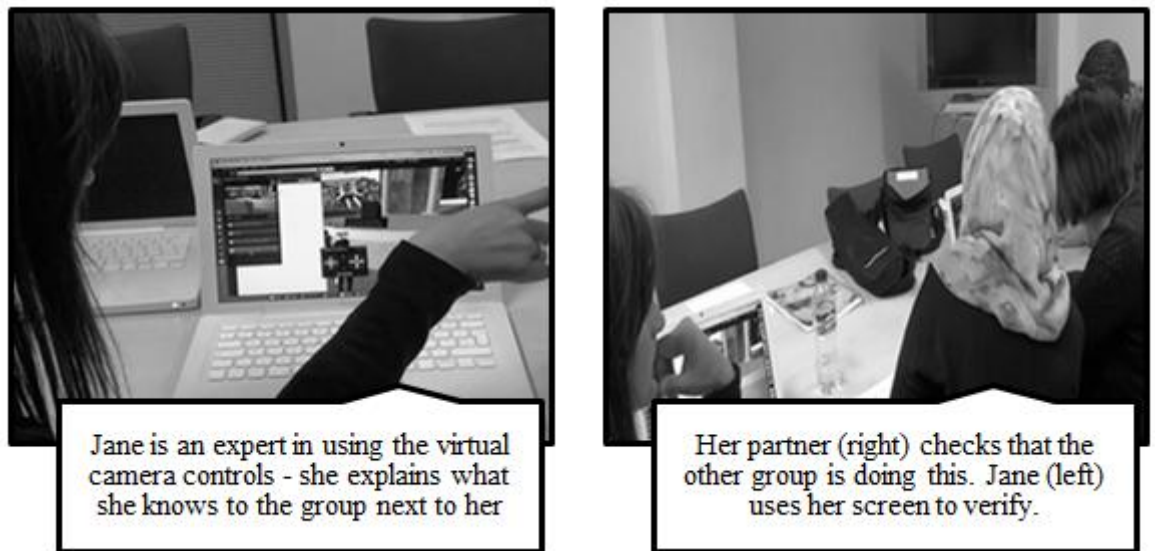 Jane is an expert in using the virtual
camera controls - she explains what
she knows to the group next to her
Her partner (right) checks that the
other group is doing this. Jane (left)
uses her screen to verify.